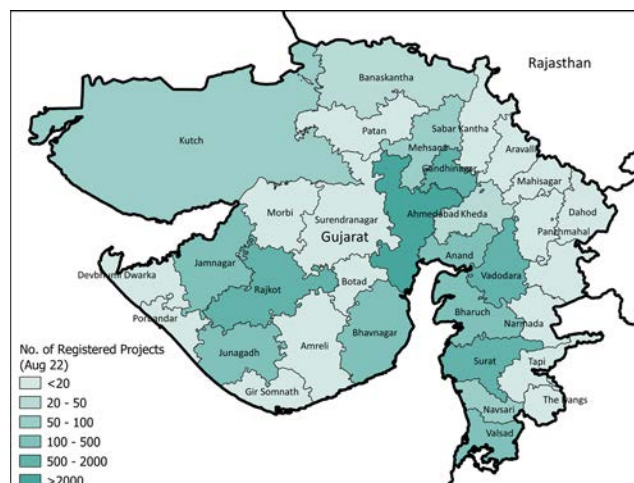 Rajasthan
Banaskantha
Patan
Sabar Kantha
Kutch
Mehsana
Aravalli
Gandhinagar
Mahisagar
Morbi
Surendranagar
Ahmedabad
Kheda
Dahod
Panchmahal
Gujarat
Devbhumi Dwarka
Jamnagar
Anand
Rajkot
Botad
Vadodara
Porbandar
Bharuch
Narmada
Junagadh
Amreli
Bhavnagar
No. of Registered Projects
(Aug 22)
Surat
Tapi
<20
Gir Somnath
20 - 50
The Dangs
50 - 100
Navsari
100 - 500
Valsad
500 - 2000
>2000